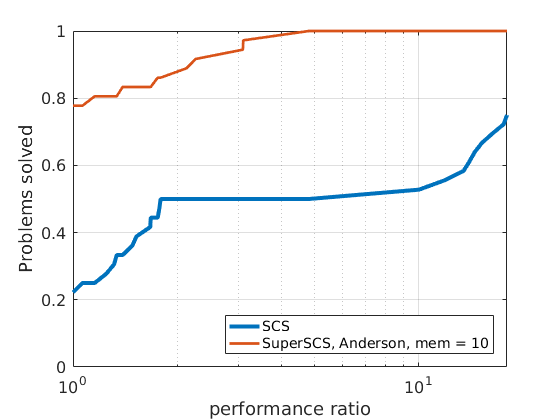 1
0.8
0.6
0.4
0.2
0
Problems solved
SCS
SuperSCS, Anderson, mem = 10
10^0
10^1
performance ratio